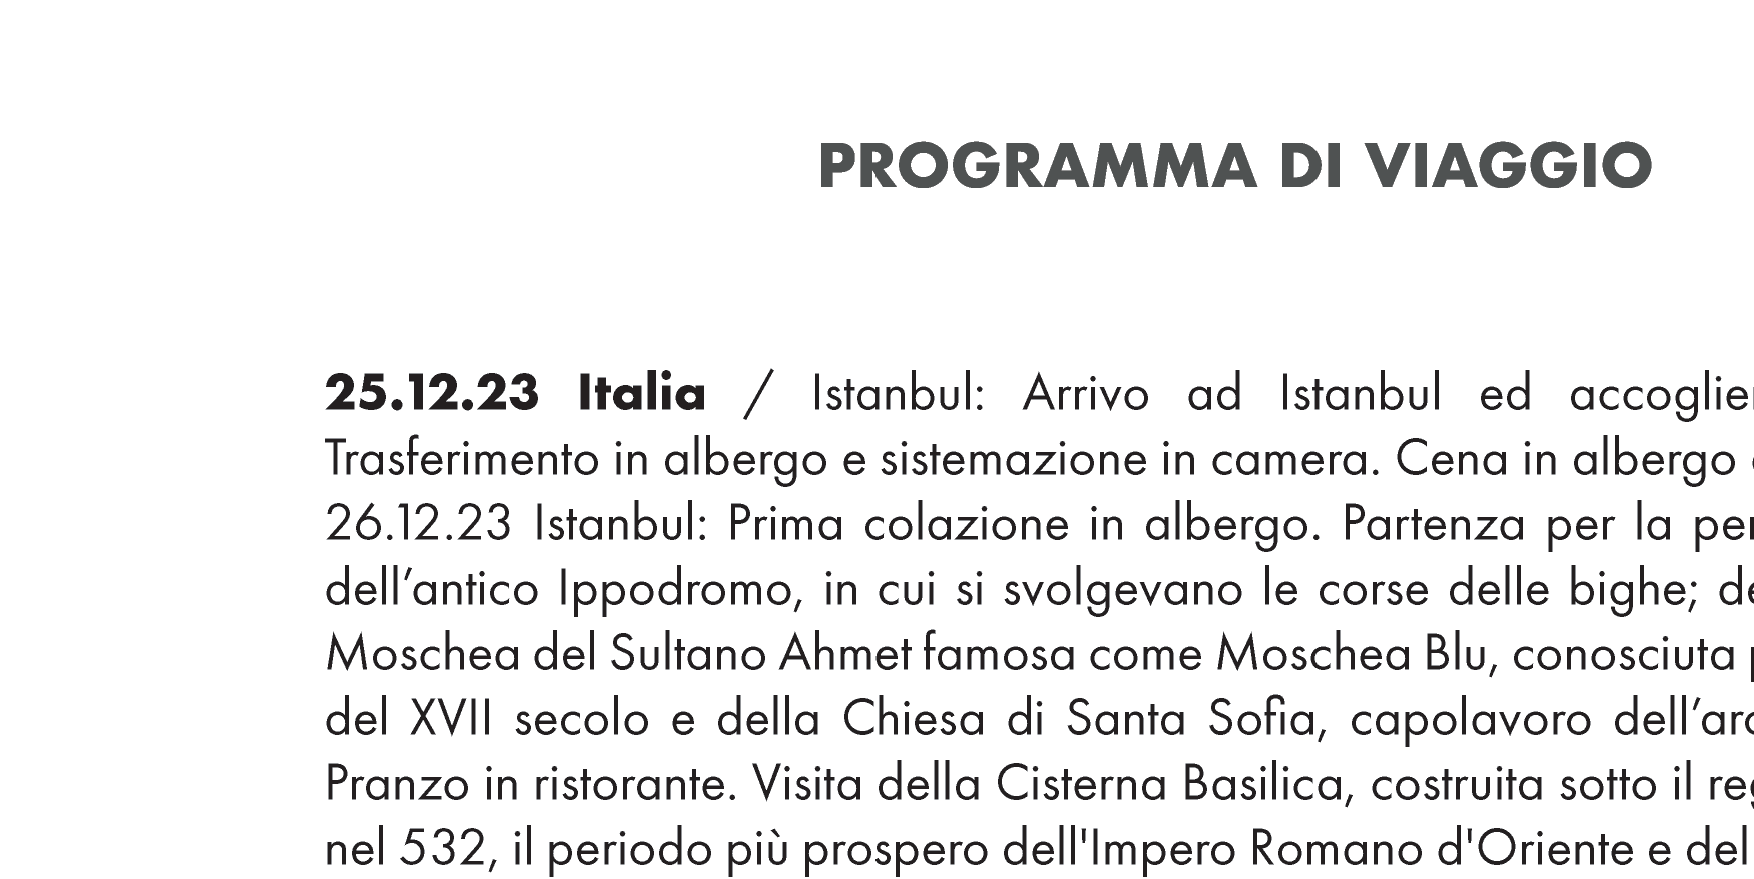 PROGRAMMA DI VIAGGIO
25.12.23 Italia / Istanbul: Arrivo ad Istanbul ed
Trasferimento in albergo e sistemazione in camera. Cena in albergo
26.12.23 Istanbul: Prima colazione in albergo. Partenza per la
dell’antico Ippodromo, in cui si svolgevano le corse delle bighe;
Moschea del Sultano Ahmet famosa come Moschea Blu, conosciuta
del XVII secolo e della Chiesa di Santa Sofia, capolavoro
Pranzo in ristorante. Visita della Cisterna Basilica, costruita sotto il
nel 532, il periodo più prospero dell'Impero Romano d'Oriente e del